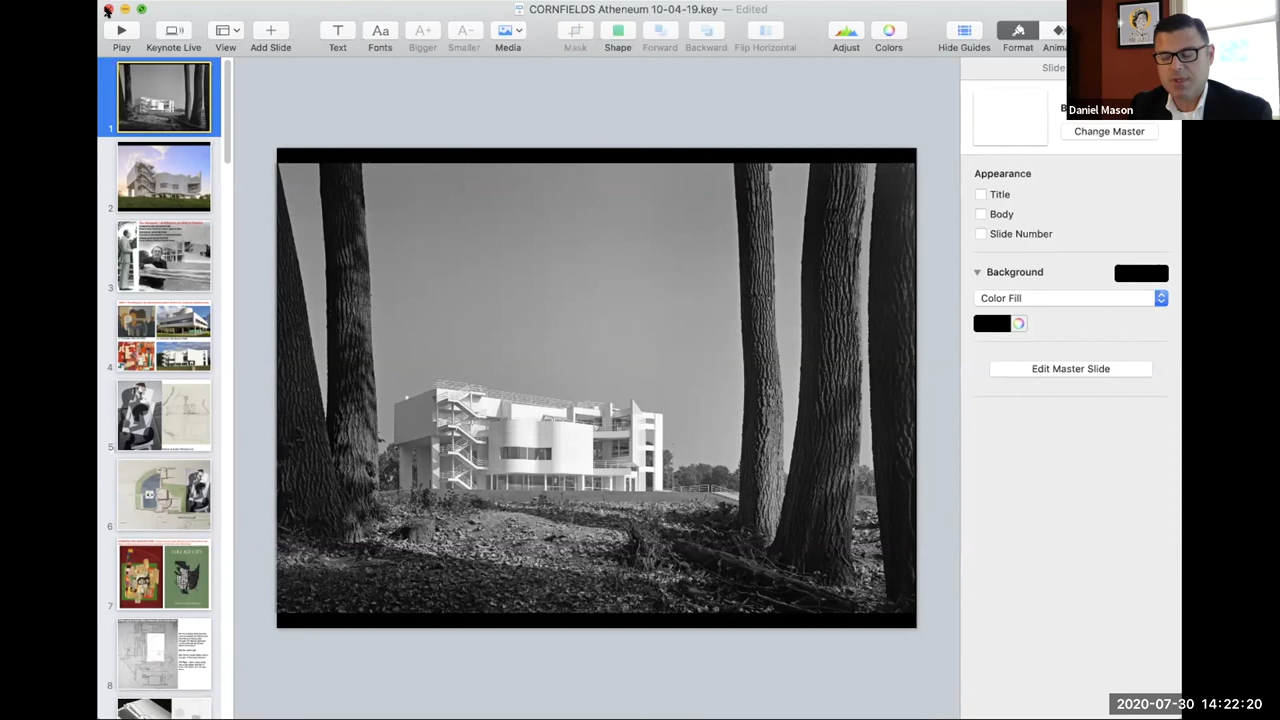 CORNFIELDS Atheneum 10-04-19.key — Edited
Play
Keynote Live
View
Add Slide
Text
Fonts
Bigger
Smaller
Media
Mask
Shape
Forward
Backward
Flip Horizontal
Adjust
Colors
Hide Guides
Format
Anima
Slide
Daniel Mason
B
Change Master
Appearance
Title
Body
Slide Number
Background
Color Fill
Edit Master Slide
1
2
3
4
5
6
7
8
COLLAGE CITY
2020-07-30 14:22:20